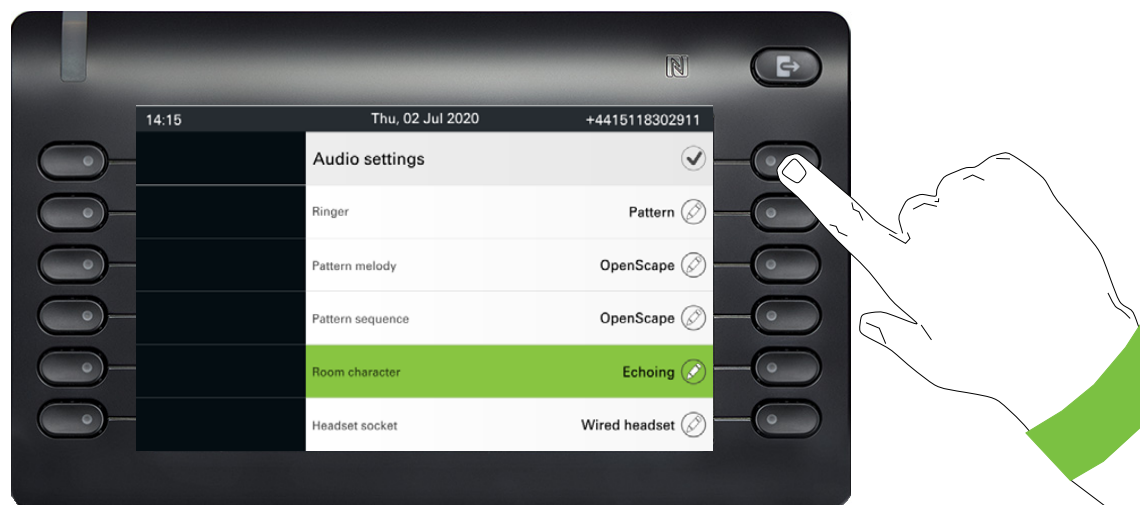 14:15 Thu, 02 Jul 2020 +4415118302911
Audio settings
Ringer Pattern
Pattern melody OpenScape
Pattern sequence OpenScape
Room character Echoing
Headset socket Wired headset